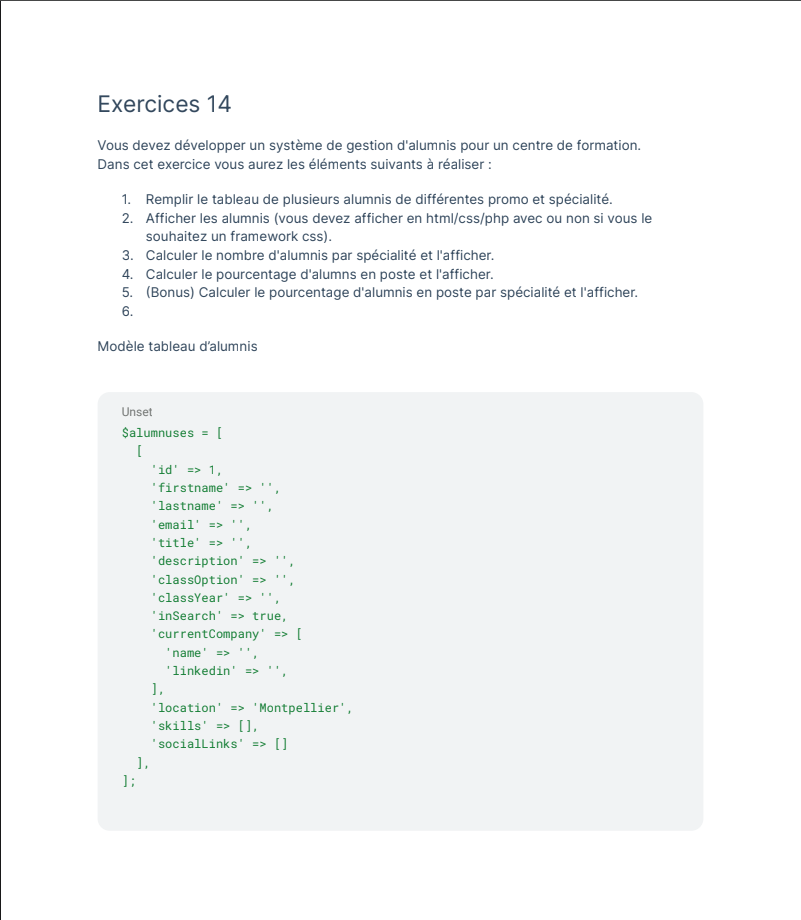 Exercices 14
Vous devez développer un système de gestion d'alumnis pour un centre de formation.
Dans cet exercice vous aurez les éléments suivants à réaliser :
1. Remplir le tableau de plusieurs alumnis de différentes promo et spécialité.
2. Afficher les alumnis (vous devez afficher en html/css/php avec ou non si vous le
souhaitez un framework css).
3. Calculer le nombre d'alumnis par spécialité et l'afficher.
4. Calculer le pourcentage d'alumns en poste et l'afficher.
5. (Bonus) Calculer le pourcentage d'alumnis en poste par spécialité et l'afficher.
6.
Modèle tableau d’alumnis
Unset
$alumnuses = [
  [
    'id' => 1,
    'firstname' => '',
    'lastname' => '',
    'email' => '',
    'title' => '',
    'description' => '',
    'classOption' => '',
    'classYear' => '',
    'inSearch' => true,
    'currentCompany' => [
      'name' => '',
      'linkedin' => '',
    ],
    'location' => 'Montpellier',
    'skills' => [],
    'socialLinks' => []
  ],
];